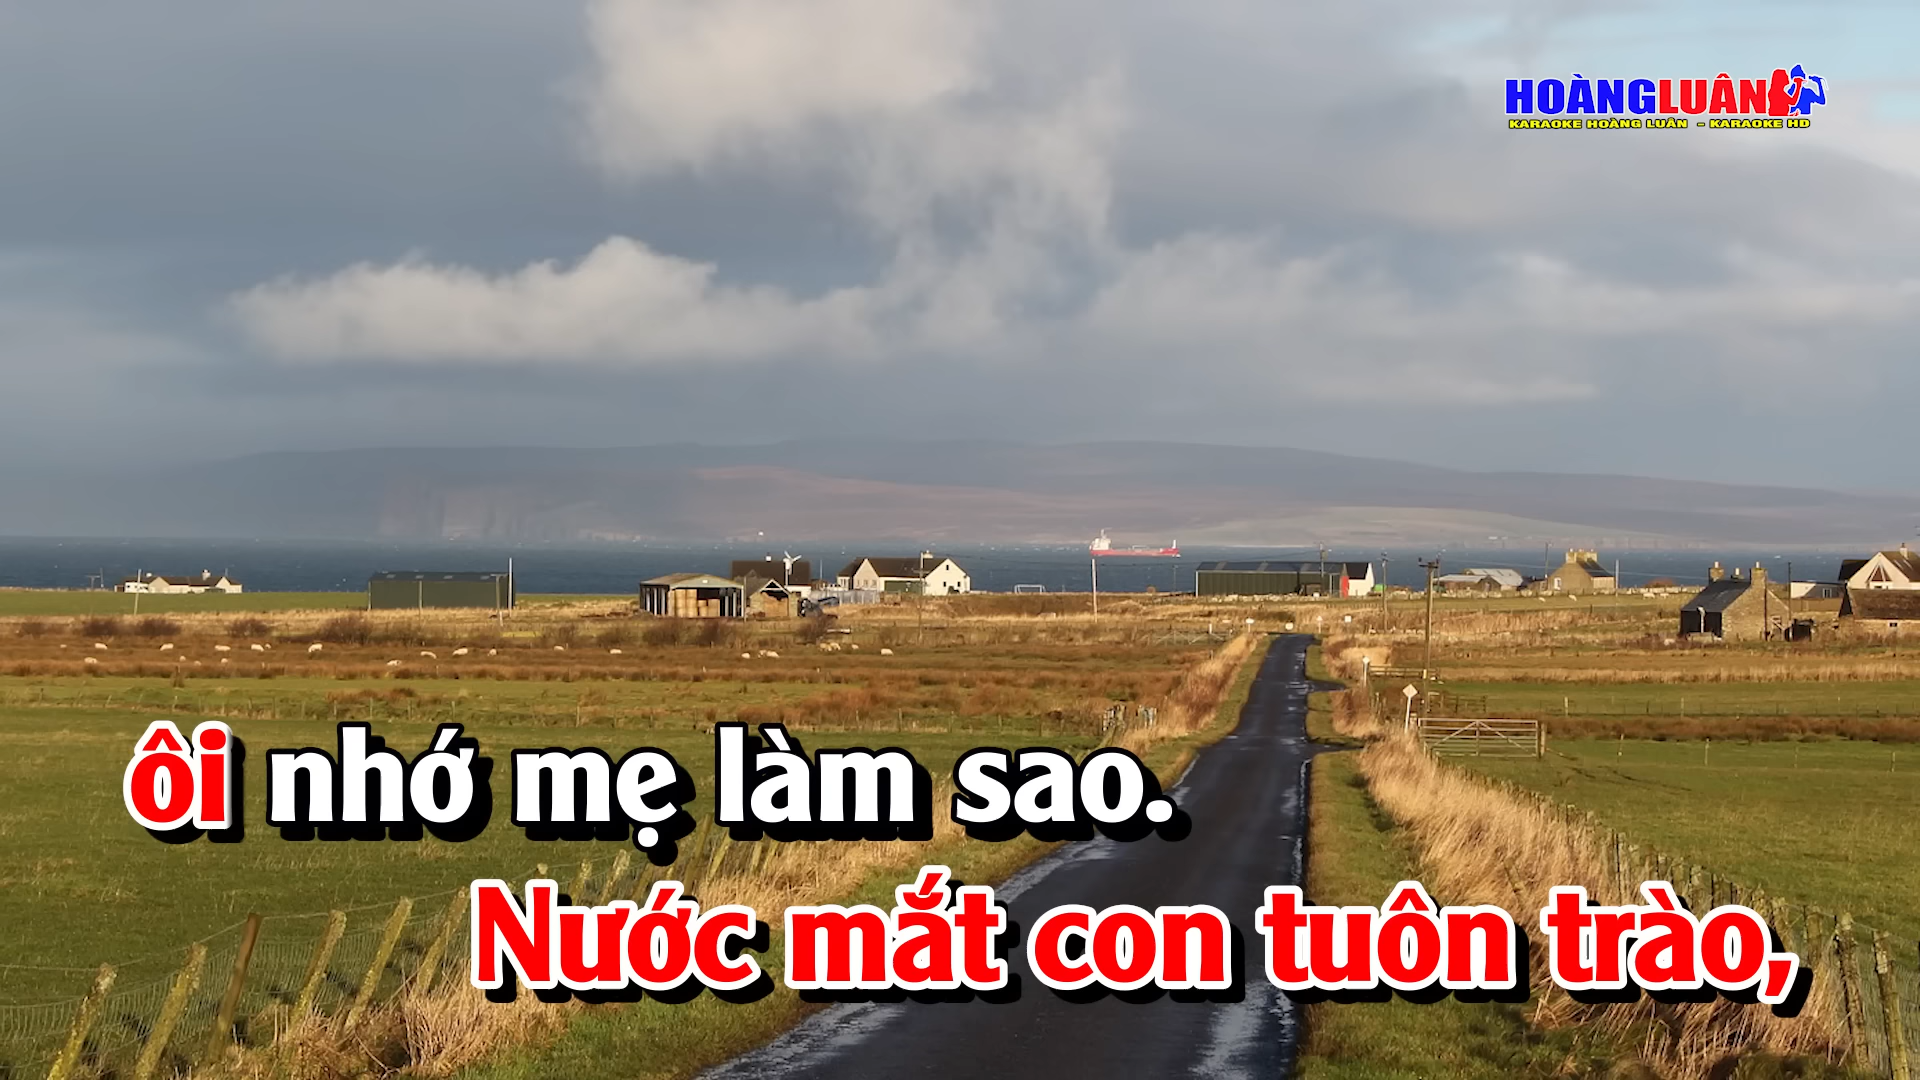 HOÀNGLUÂN
KARAOKE HOÀNG LUÂN - KARAOKE HD
ôi nhớ mẹ làm sao.
Nước mắt con tuôn trào,